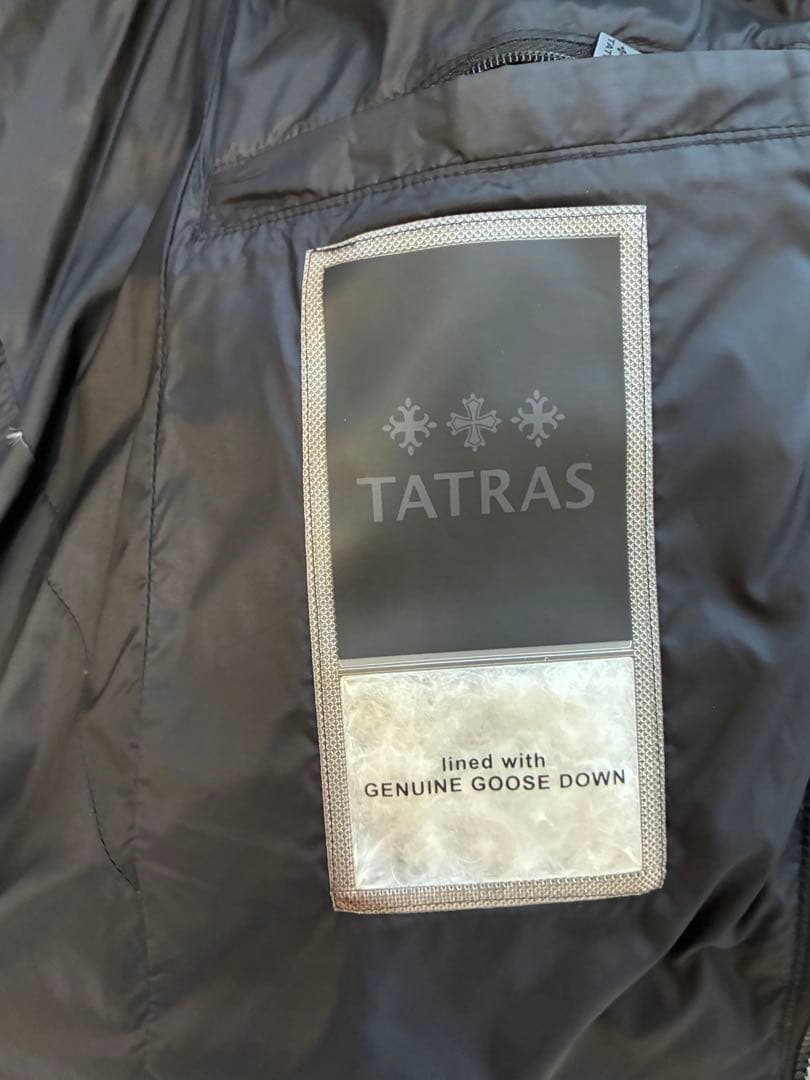 TATRAS
lined with
GENUINE GOOSE DOWN